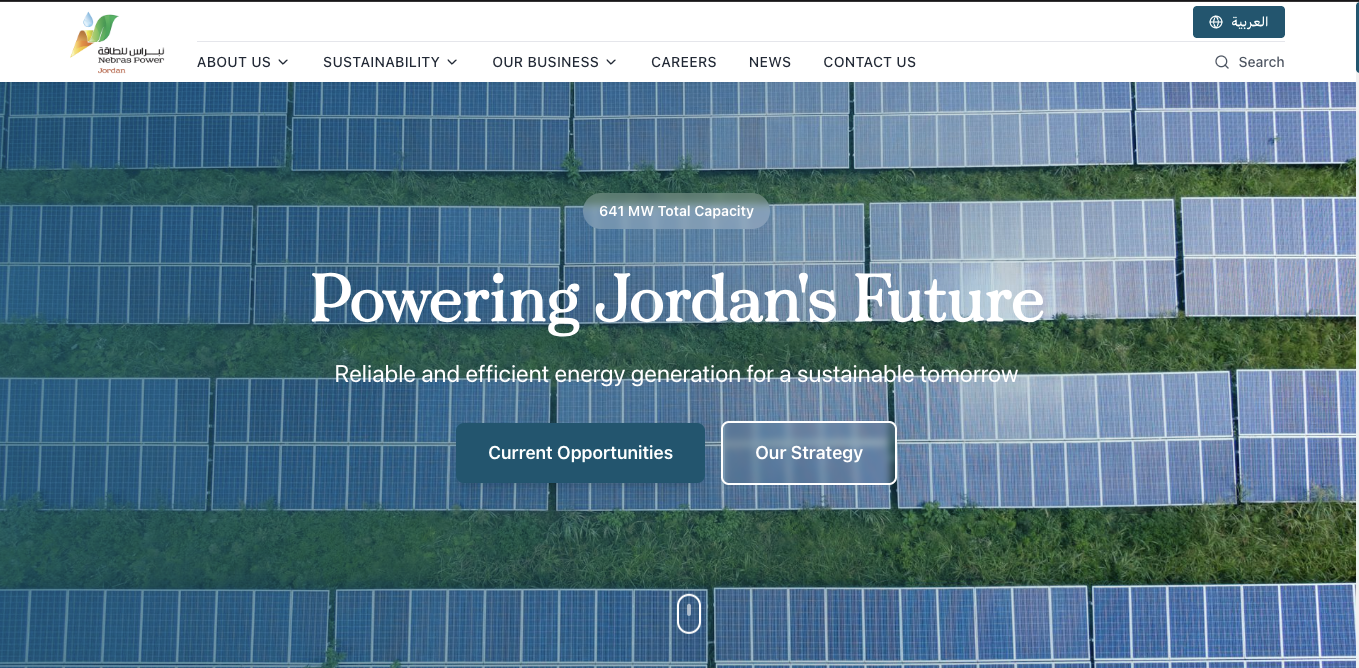 العربية
نبراس للطاقة
Nebras Power
Jordan
ABOUT US
SUSTAINABILITY
OUR BUSINESS
CAREERS
NEWS
CONTACT US
Search
641 MW Total Capacity
Powering Jordan's Future
Reliable and efficient energy generation for a sustainable tomorrow
Current Opportunities
Our Strategy